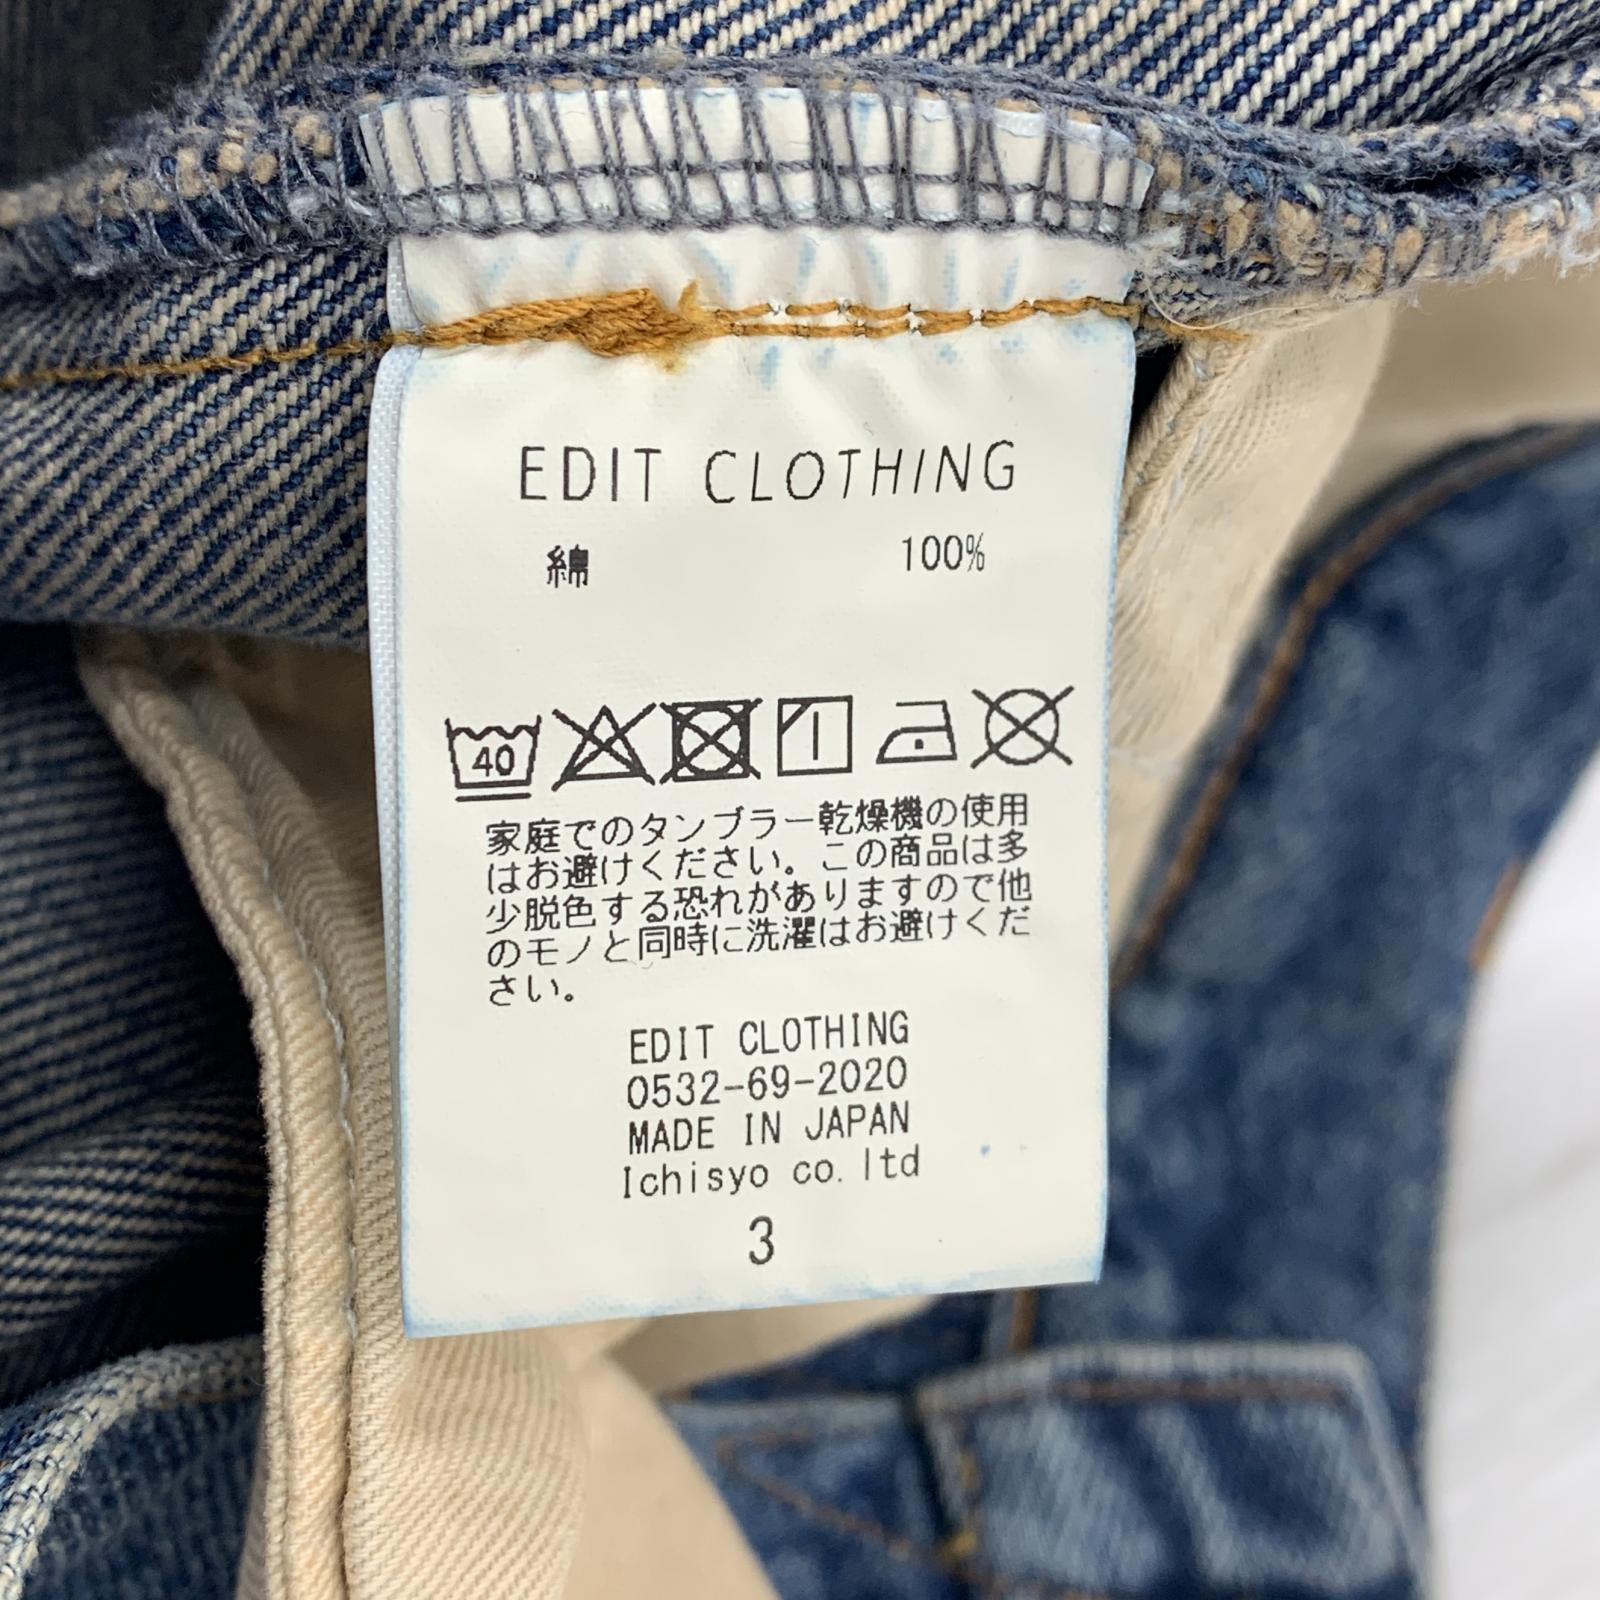 EDIT CLOTHING
綿 100%
40
家庭でのタンブラー乾燥機の使用
はお避けください。この商品は多
少脱色する恐れがありますので他
のモノと同時に洗濯はお避けくだ
さい。
EDIT CLOTHING
0532-69-2020
MADE IN JAPAN
Ichisyo co.ltd
3